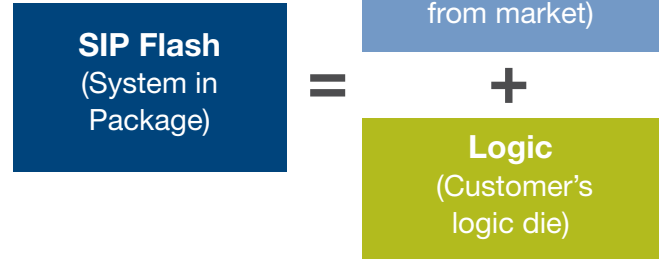 from market)
SIP Flash
(System in
Package)
=
+
Logic
(Customer's
logic die)